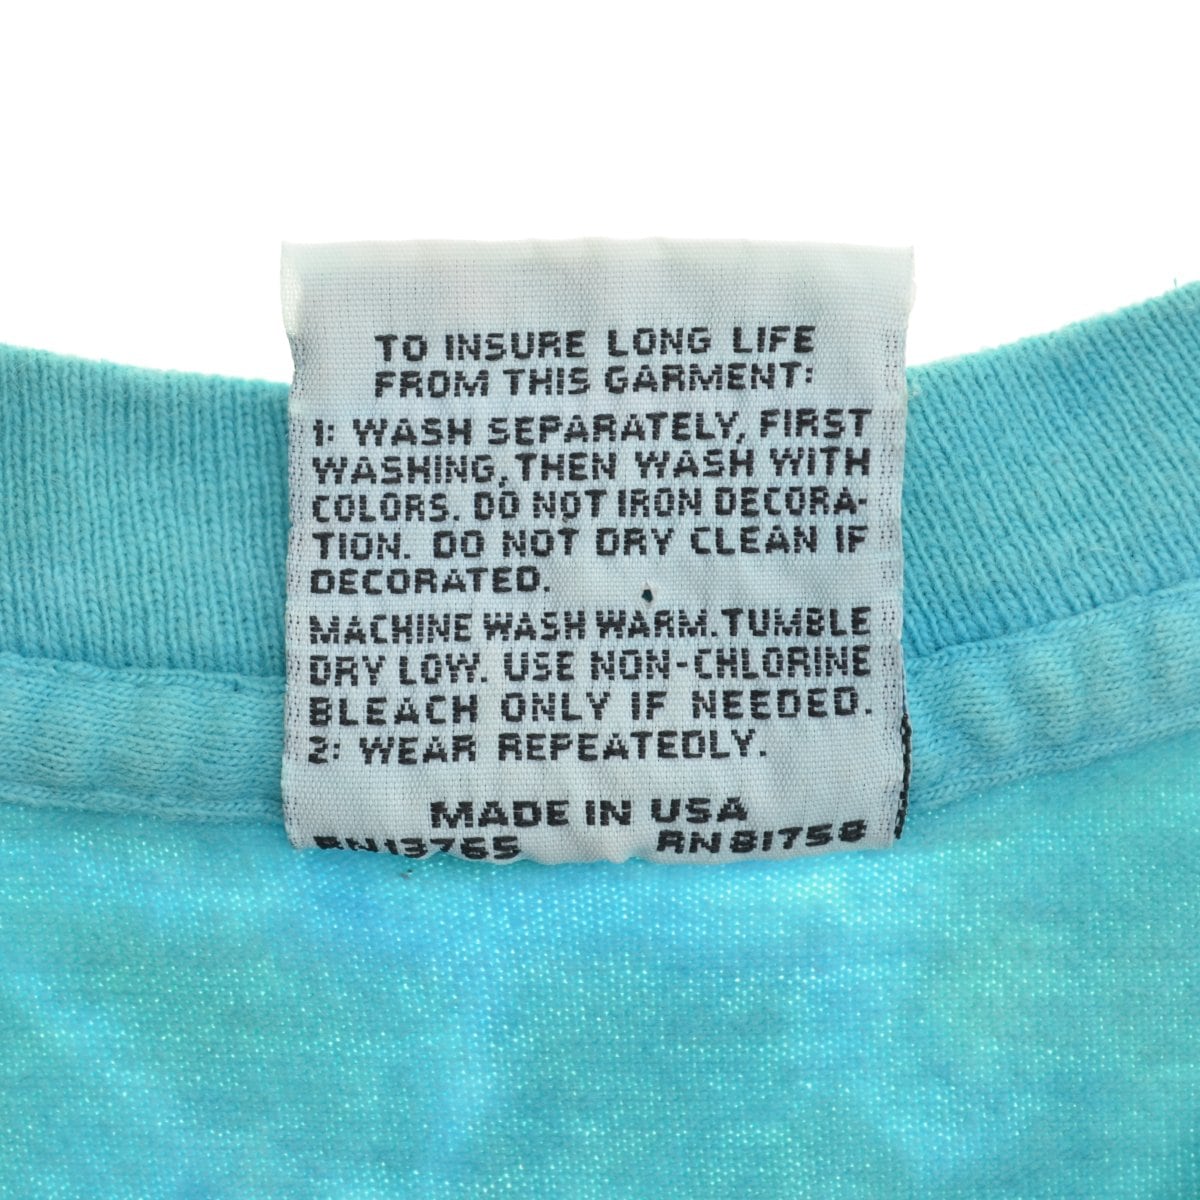 TO INSURE LONG LIFE
FROM THIS GARMENT:
1: WASH SEPARATELY, FIRST
WASHING, THEN WASH WITH
COLORS. DO NOT IRON DECORA-
TION. DO NOT DRY CLEAN IF
DECORATED.
MACHINE WASH WARM. TUMBLE
DRY LOW. USE NON-CHLORINE
BLEACH ONLY IF NEEDED.
2: WEAR REPEATEDLY.
MADE IN USA
RN13765 RN81758